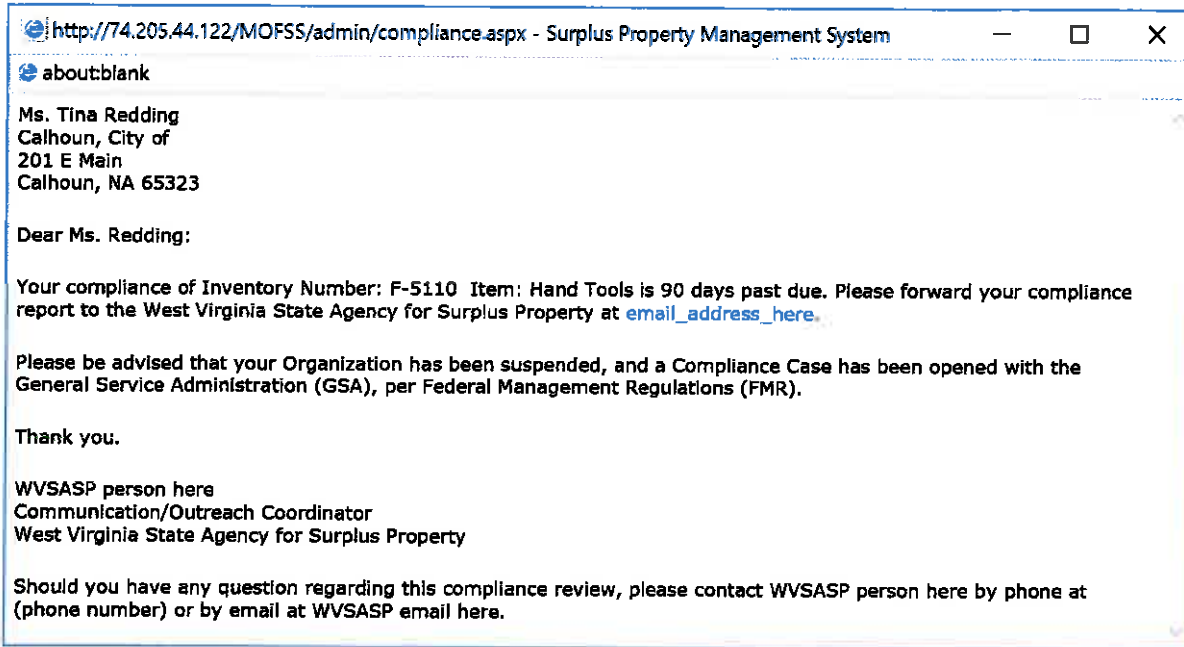 http://74.205.44.122/MOFSS/admin/compliance.aspx - Surplus Property Management System
about:blank
Ms. Tina Redding
Calhoun, City of
201 E Main
Calhoun, NA 65323
Dear Ms. Redding:
Your compliance of Inventory Number: F-5110 Item: Hand Tools is 90 days past due. Please forward your compliance
report to the West Virginia State Agency for Surplus Property at email_address_here.
Please be advised that your Organization has been suspended, and a Compliance Case has been opened with the
General Service Administration (GSA), per Federal Management Regulations (FMR).
Thank you.
WVSASP person here
Communication/Outreach Coordinator
West Virginia State Agency for Surplus Property
Should you have any question regarding this compliance review, please contact WVSASP person here by phone at
(phone number) or by email at WVSASP email here.